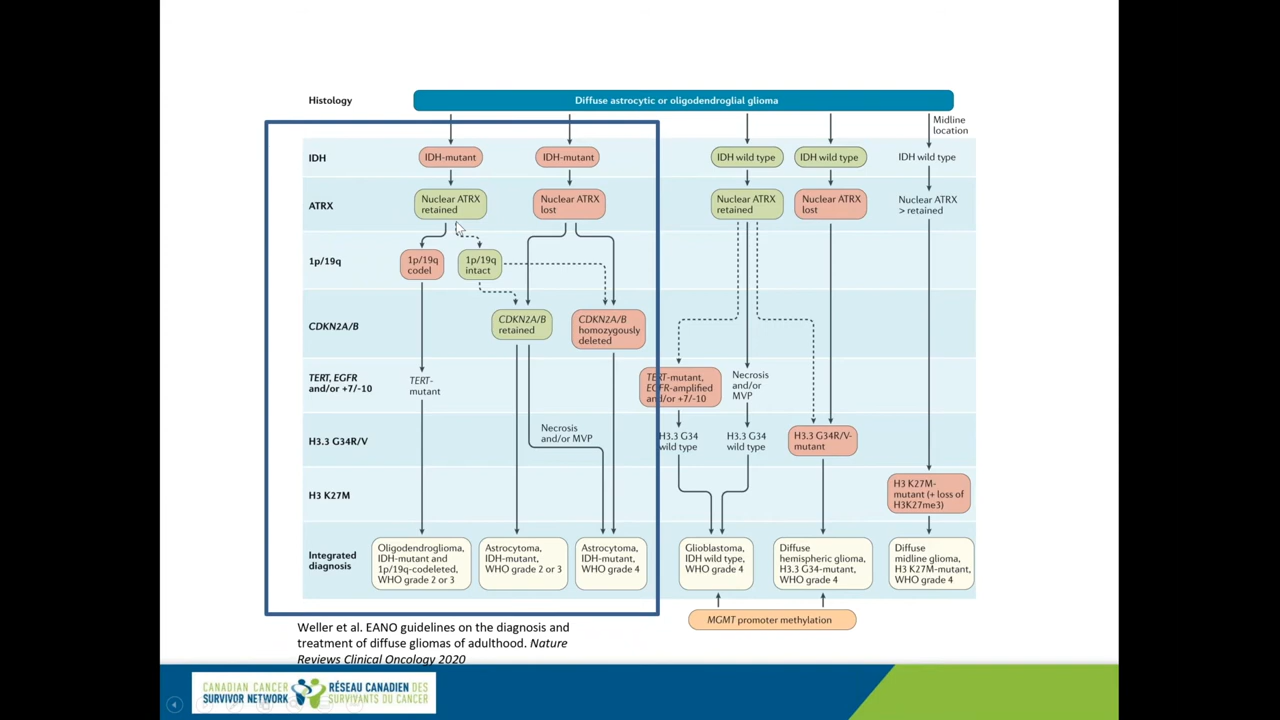 Histology
Diffuse astrocytic or oligodendroglial glioma
Midline
location
IDH
IDH-mutant
IDH-mutant
IDH wild type
IDH wild type
IDH wild type
ATRX
Nuclear ATRX
retained
Nuclear ATRX
lost
Nuclear ATRX
retained
Nuclear ATRX
lost
Nuclear ATRX
> retained
1p/19q
1p/19q
codel
1p/19q
intact
CDKN2A/B
CDKN2A/B
retained
CDKN2A/B
homozygously
deleted
TERT, EGFR
and/or +7/-10
TERT-
mutant
TERT-mutant,
EGFR-amplified
and/or +7/-10
Necrosis
and/or
MVP
H3.3 G34R/V
Necrosis
and/or MVP
H3.3 G34
wild type
H3.3 G34
wild type
H3.3 G34R/V-
mutant
H3 K27M
H3 K27M-
mutant (+ loss of
H3K27me3)
Integrated
diagnosis
Oligodendroglioma,
IDH-mutant and
1p/19q-codeleted,
WHO grade 2 or 3
Astrocytoma,
IDH-mutant,
WHO grade 2 or 3
Astrocytoma,
IDH-mutant,
WHO grade 4
Glioblastoma,
IDH wild type,
WHO grade 4
Diffuse
hemispheric glioma,
H3.3 G34-mutant,
WHO grade 4
Diffuse
midline glioma,
H3 K27M-mutant,
WHO grade 4
MGMT promoter methylation
Weller et al. EANO guidelines on the diagnosis and
treatment of diffuse gliomas of adulthood. Nature
Reviews Clinical Oncology 2020
CANADIAN CANCER
SURVIVOR NETWORK
RÉSEAU CANADIEN DES
SURVIVANTS DU CANCER